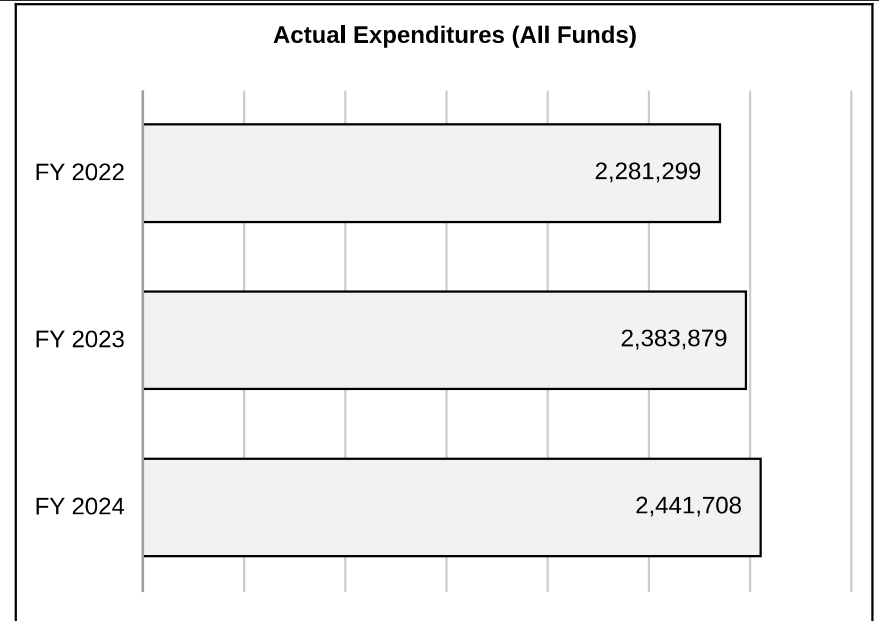 Actual Expenditures (All Funds)
FY 2022
2,281,299
FY 2023
2,383,879
FY 2024
2,441,708